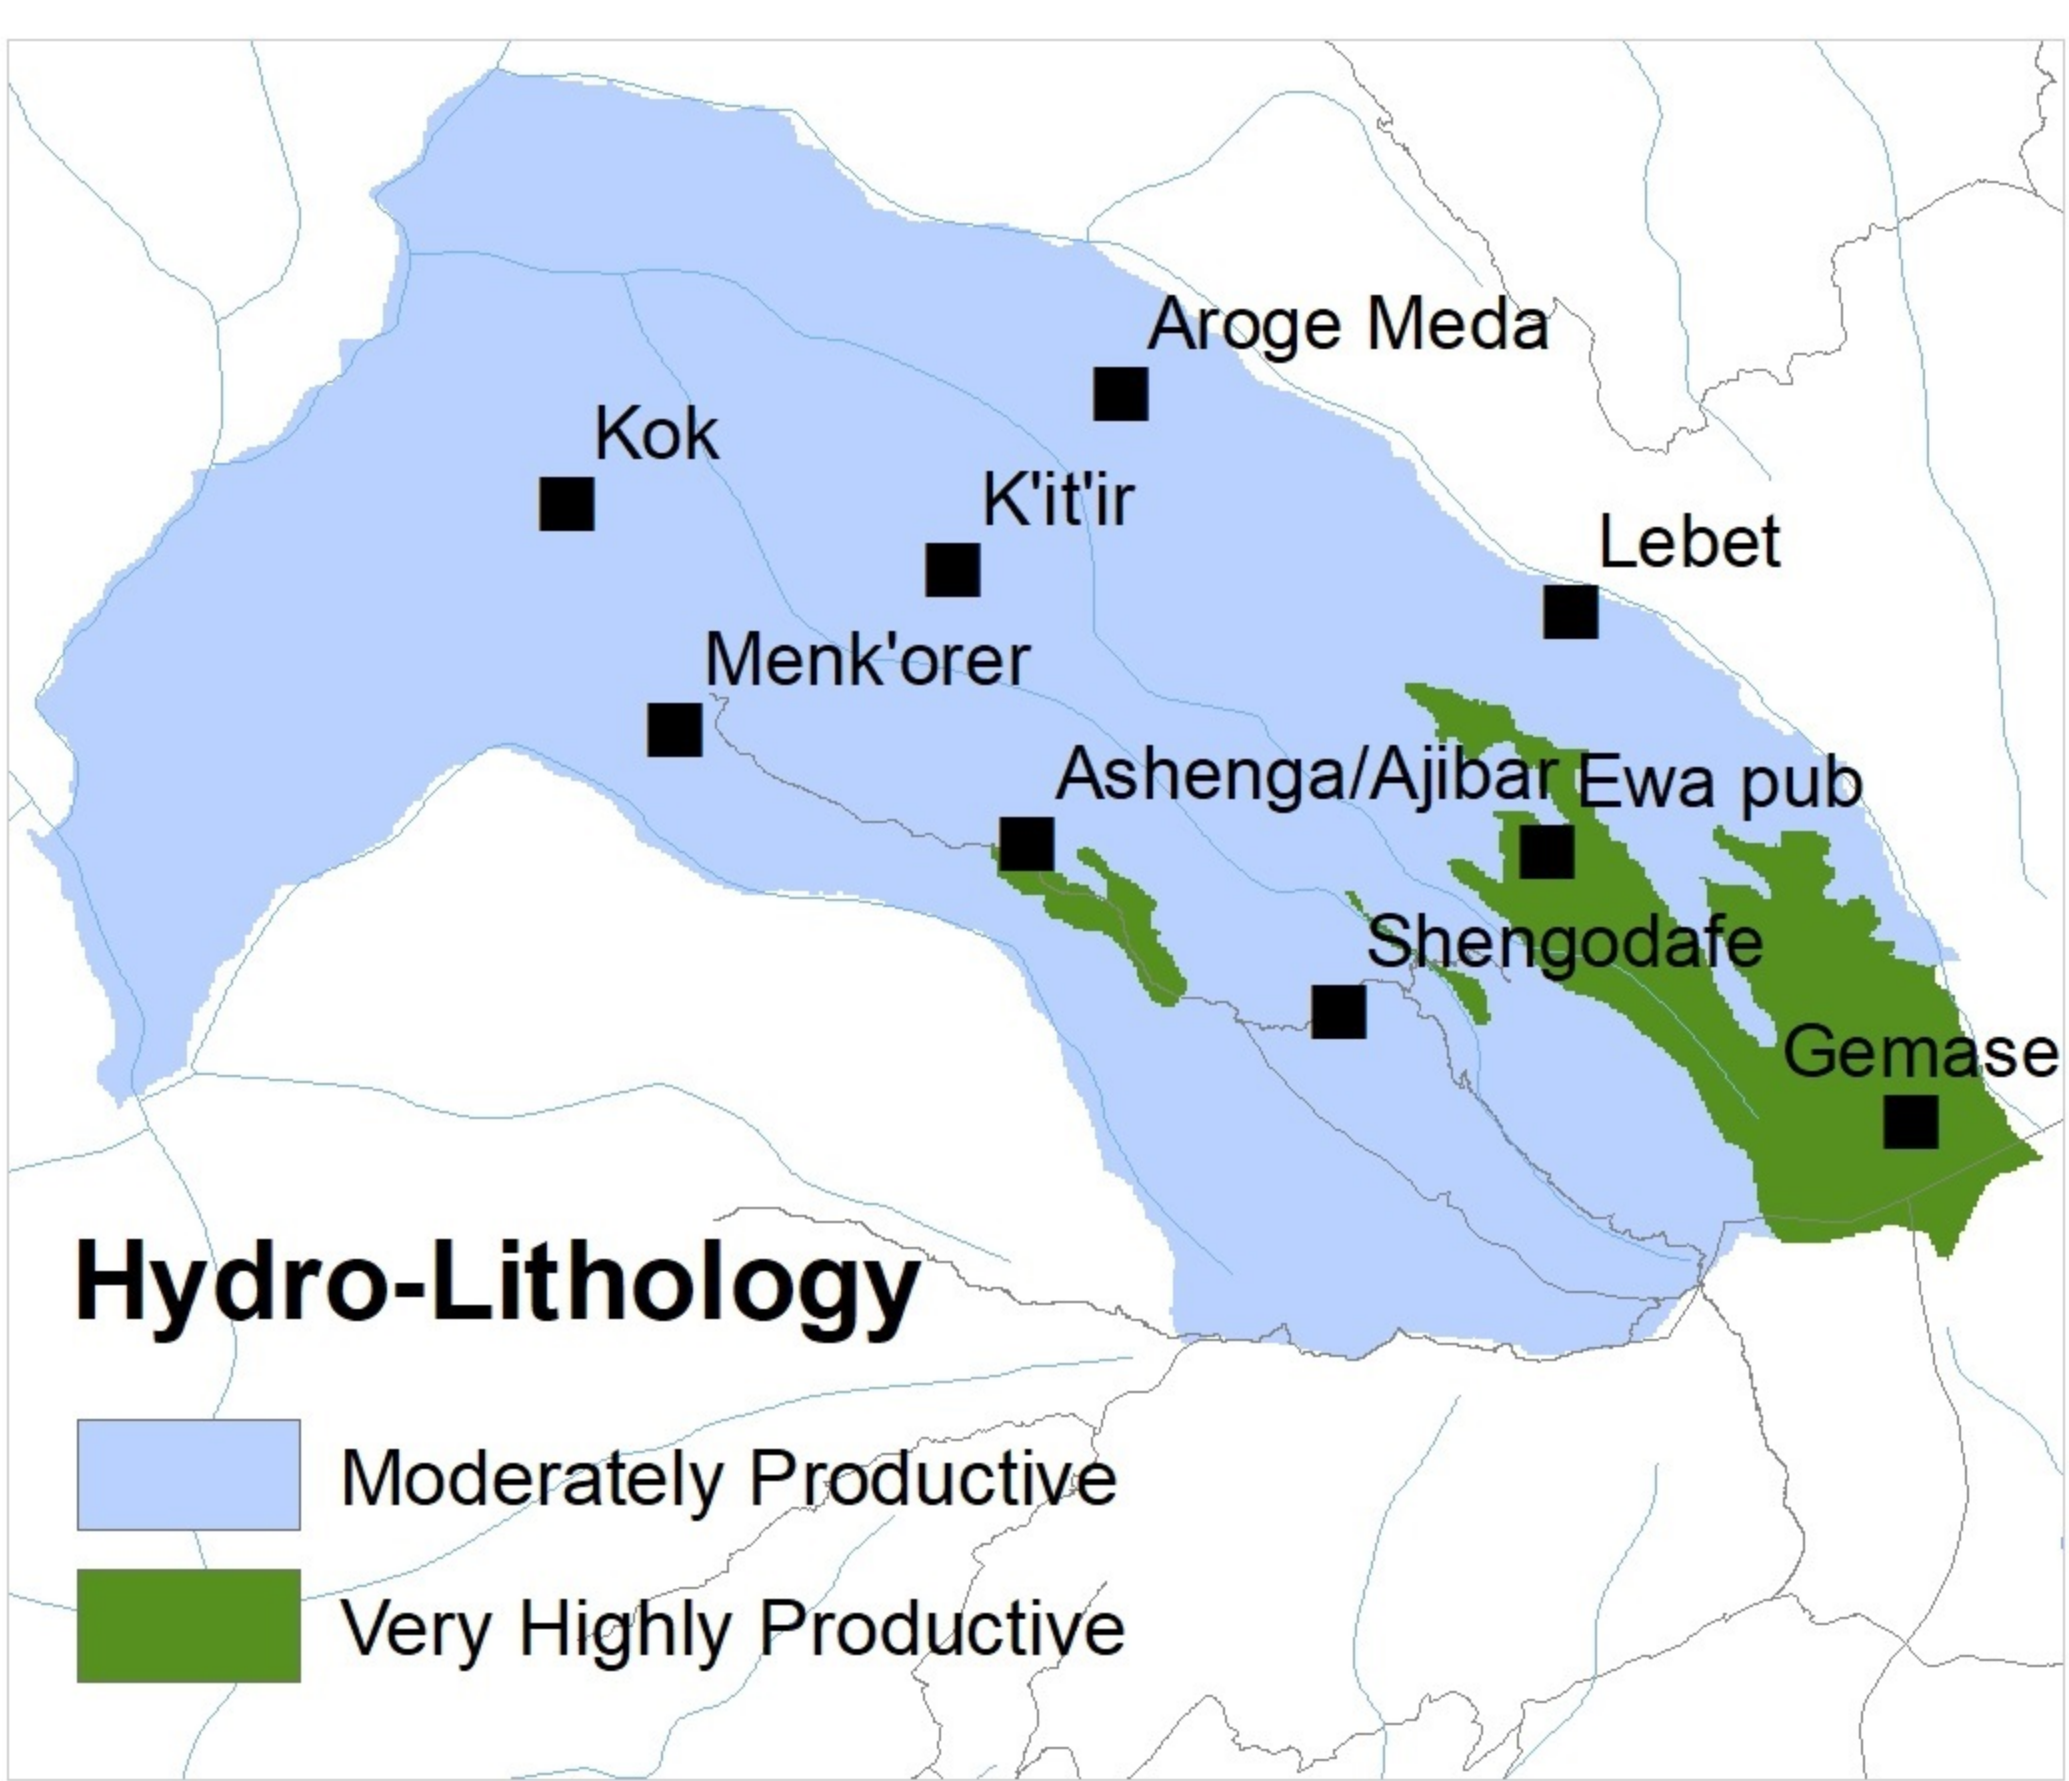 Aroge Meda
Kok
K'it'ir
Lebet
Menk'orer
Ashenga/Ajibar
Ewa pub
Shengodafe
Gemase
Hydro-Lithology
Moderately Productive
Very Highly Productive